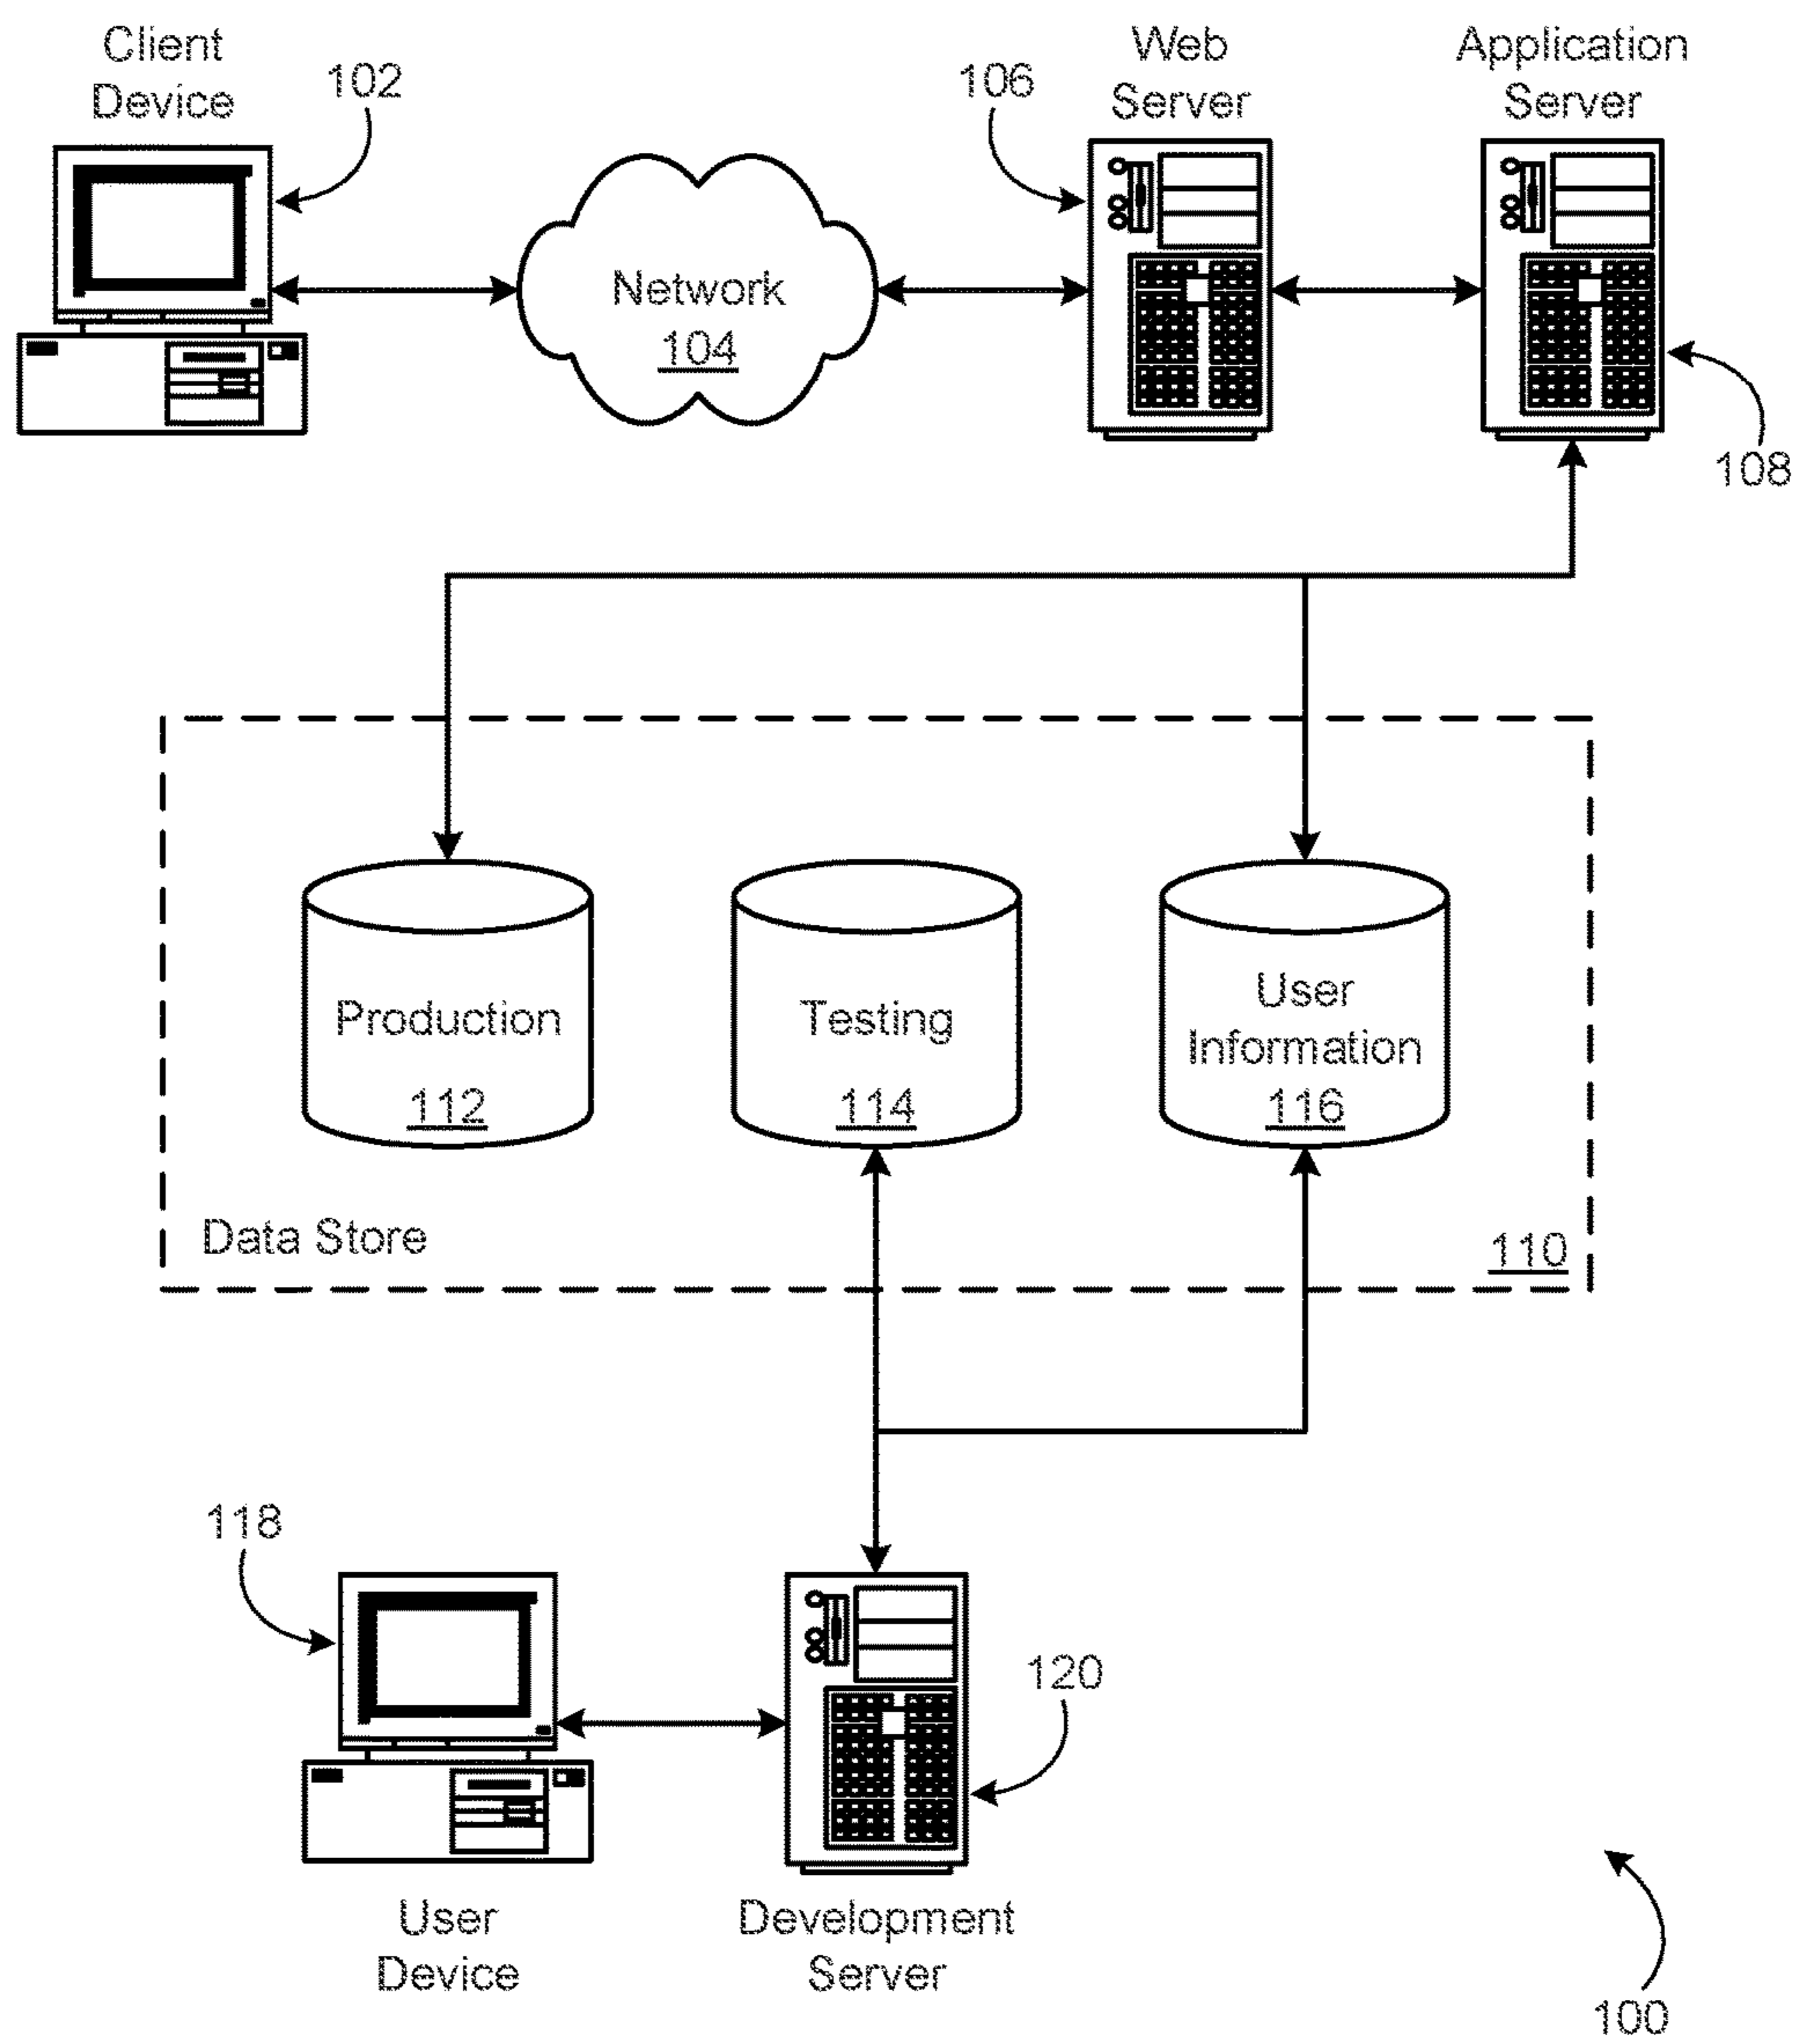 Client
Device
102
Network
104
106
Web
Server
Application
Server
108
Production
112
Testing
114
User
Information
116
Data Store
110
118
User
Device
120
Development
Server
100